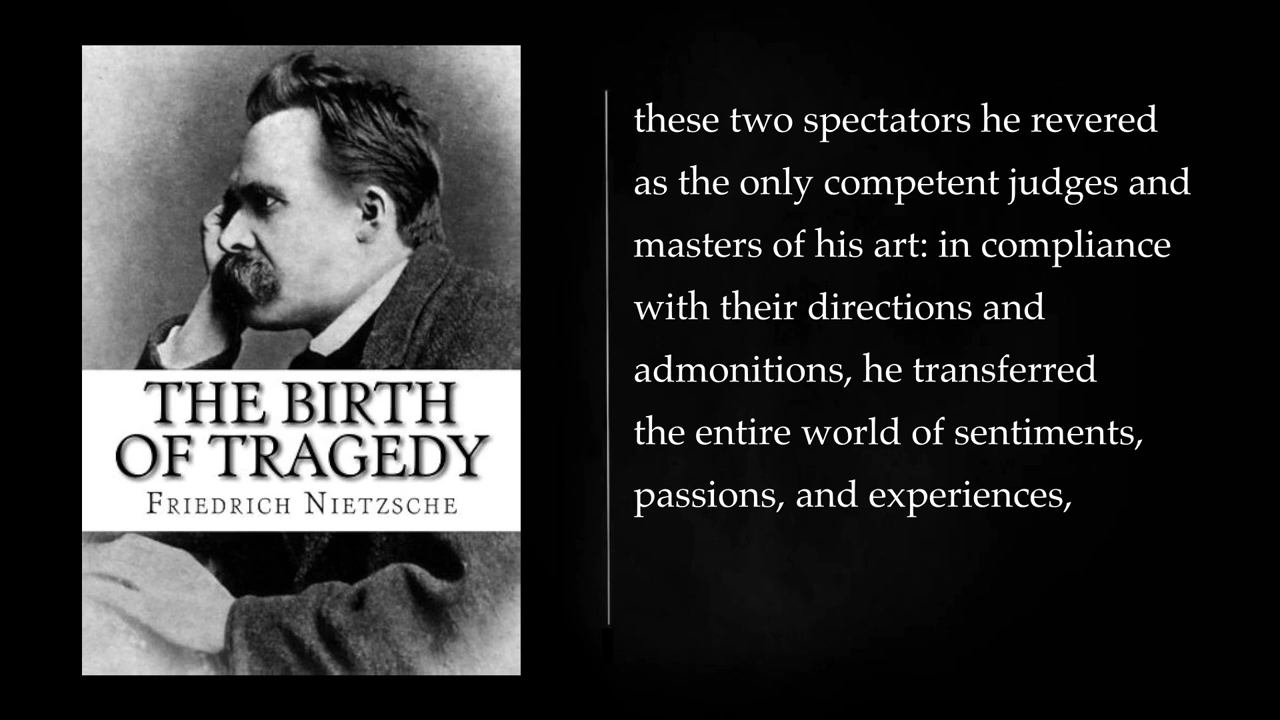 THE BIRTH
OF TRAGEDY
FRIEDRICH NIETZSCHE
these two spectators he revered
as the only competent judges and
masters of his art: in compliance
with their directions and
admonitions, he transferred
the entire world of sentiments,
passions, and experiences,